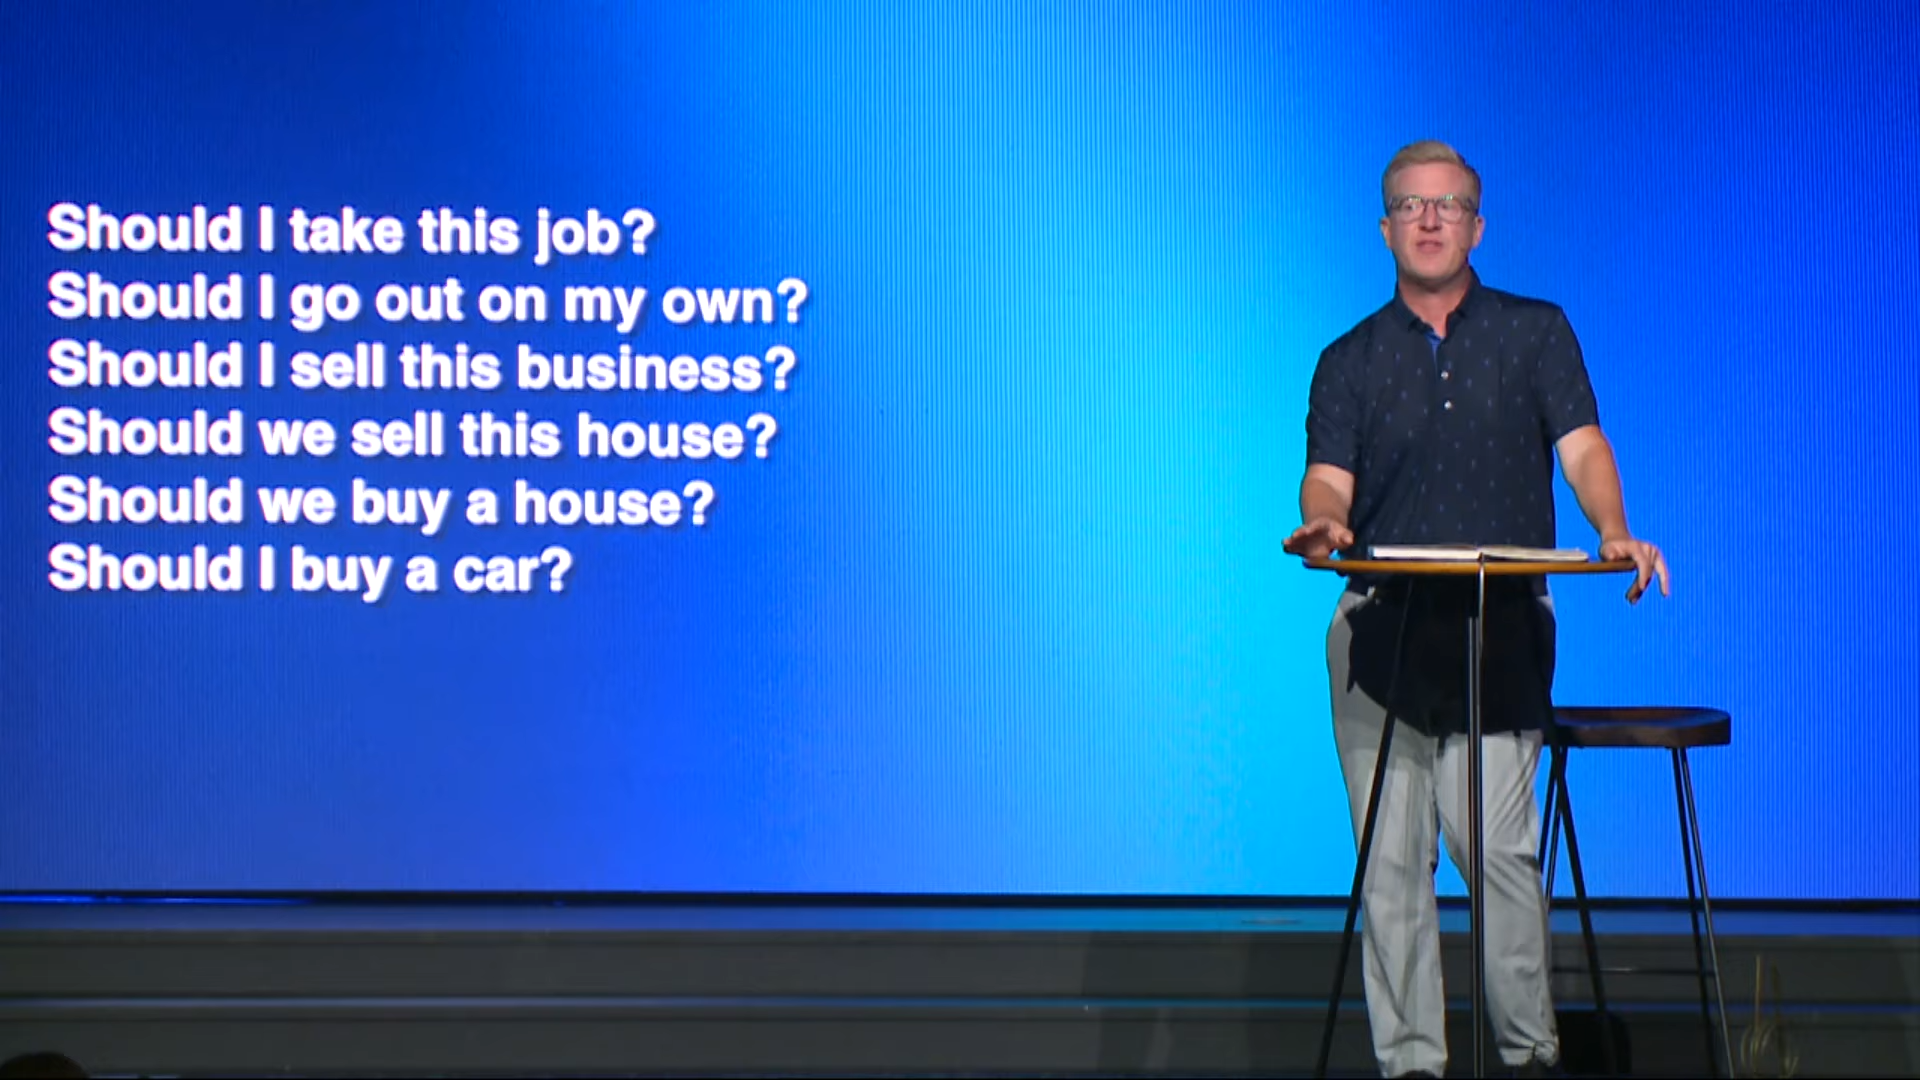 Should I take this job?
Should I go out on my own?
Should I sell this business?
Should we sell this house?
Should we buy a house?
Should I buy a car?